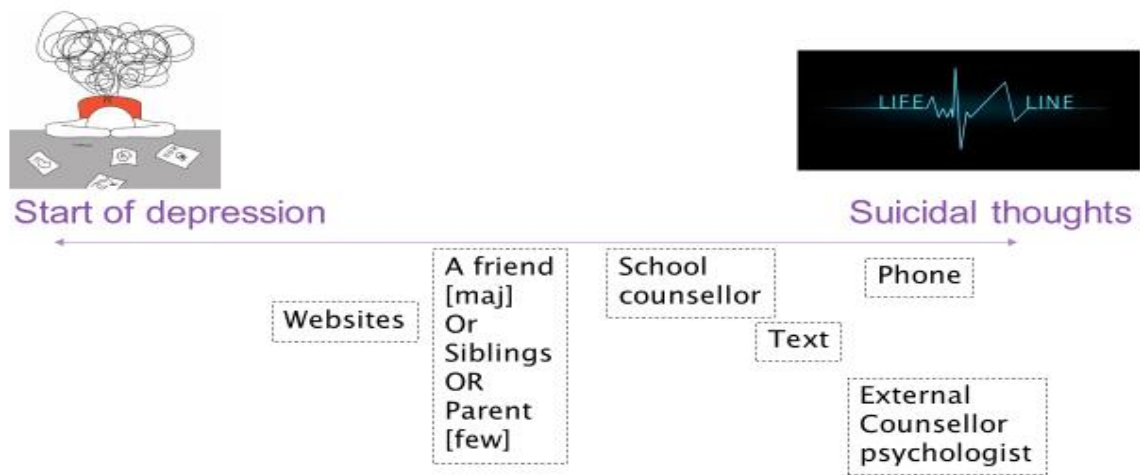 LIFE LINE
Start of depression
Suicidal thoughts
Websites
A friend
[maj]
Or
Siblings
OR
Parent
[few]
School
counsellor
Text
Phone
External
Counsellor
psychologist